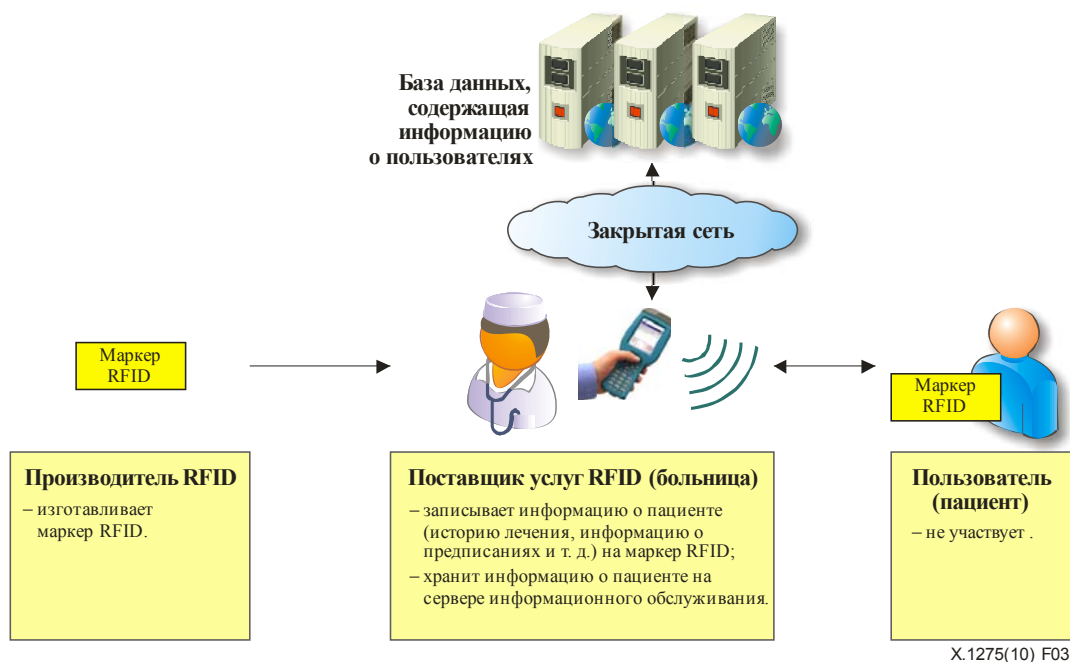 База данных,
содержащая
информацию
о пользователях
Закрытая сеть
Маркер
RFID
Маркер
RFID
Производитель RFID
– изготавливает
маркер RFID.
Поставщик услуг RFID (больница)
– записывает информацию о пациенте
(историю лечения, информацию о
предписаниях и т. д.) на маркер RFID;
– хранит информацию о пациенте на
сервере информационного обслуживания.
Пользователь
(пациент)
– не участвует .
X.1275(10) F03